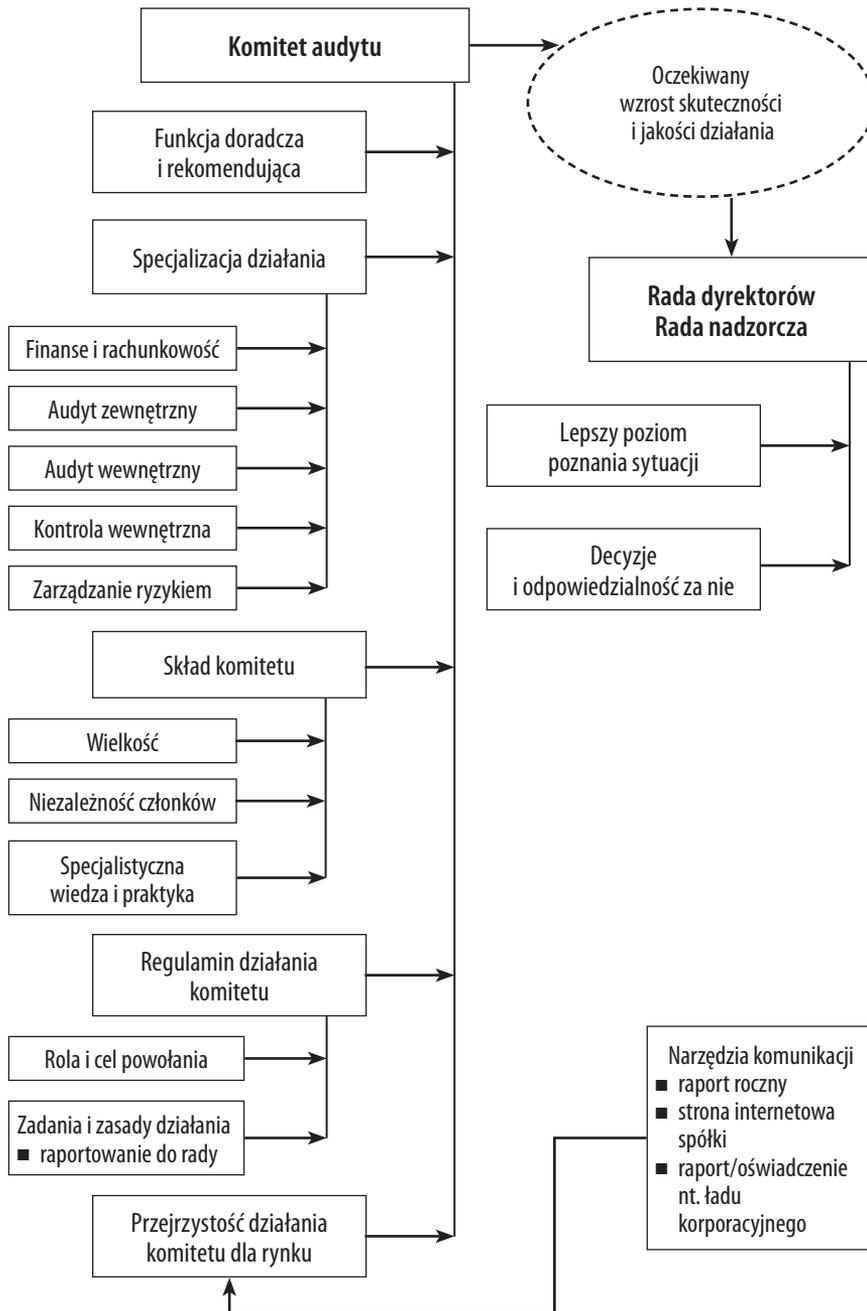 Komitet audytu
Oczekiwany
wzrost skuteczności
i jakości działania
Funkcja doradcza
i rekomendująca
Specjalizacja działania
Rada dyrektorów
Rada nadzorcza
Finanse i rachunkowość
Audyt zewnętrzny
Audyt wewnętrzny
Kontrola wewnętrzna
Zarządzanie ryzykiem
Lepszy poziom
poznania sytuacji
Decyzje
i odpowiedzialność za nie
Skład komitetu
Wielkość
Niezależność członków
Specjalistyczna
wiedza i praktyka
Regulamin działania
komitetu
Rola i cel powołania
Zadania i zasady działania
■ raportowanie do rady
Narzędzia komunikacji
■ raport roczny
■ strona internetowa
spółki
■ raport/oświadczenie
nt. ładu
korporacyjnego
Przejrzystość działania
komitetu dla rynku